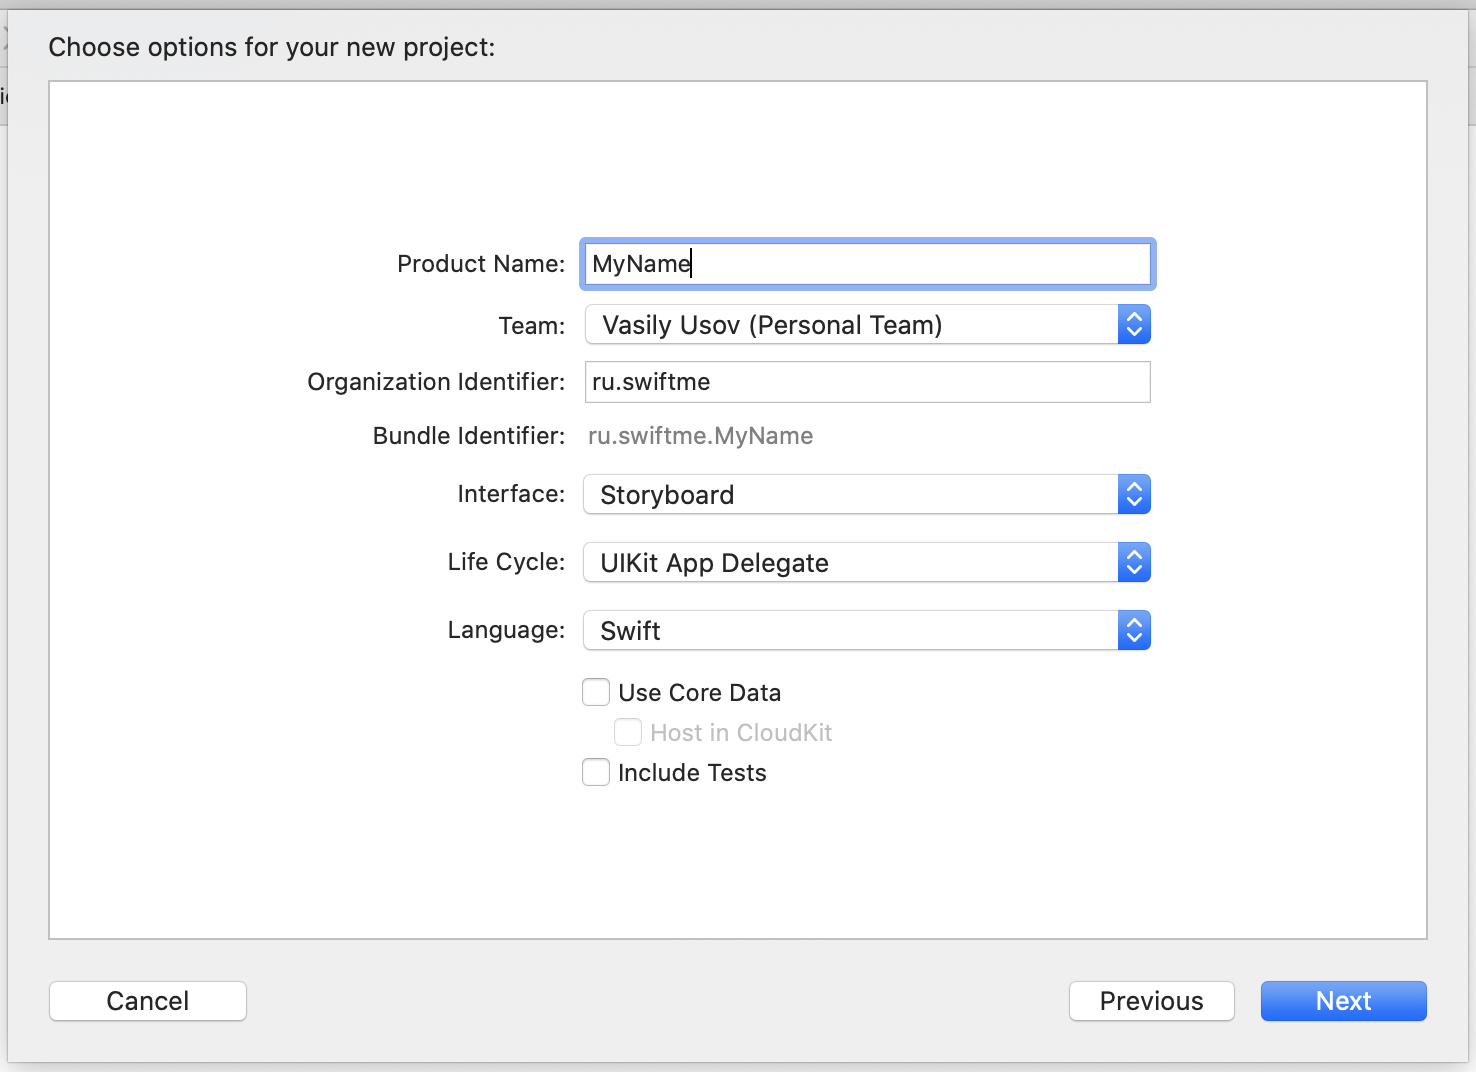 Choose options for your new project:
Product Name: MyName
Team: Vasily Usov (Personal Team)
Organization Identifier: ru.swiftme
Bundle Identifier: ru.swiftme.MyName
Interface: Storyboard
Life Cycle: UIKit App Delegate
Language: Swift
Use Core Data
Host in CloudKit
Include Tests
Cancel Previous Next